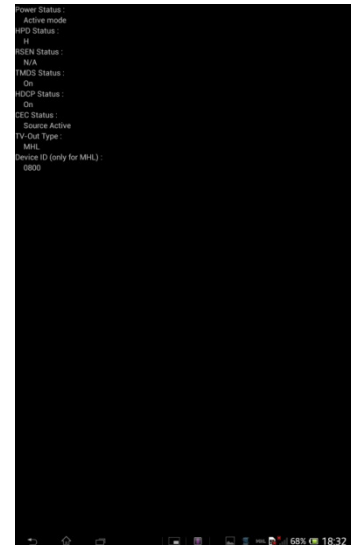 Power Status :
Active mode
HPD Status :
H
RSEN Status :
N/A
TMDS Status :
On
HDCP Status :
On
CEC Status :
Source Active
TV-Out Type :
MHL
Device ID (only for MHL) :
0800
68% 18:32